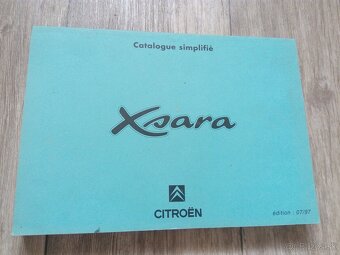 Catalogue simplifié
Xsara
CITROËN
édition : 07/97